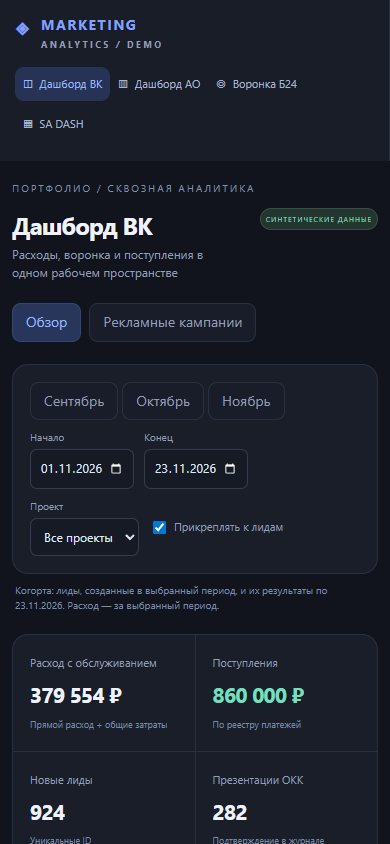 MARKETING
ANALYTICS / DEMO
Дашборд ВК
Дашборд АО
Воронка Б24
SA DASH
ПОРТФОЛИО / СКВОЗНАЯ АНАЛИТИКА
Дашборд ВК
СИНТЕТИЧЕСКИЕ ДАННЫЕ
Расходы, воронка и поступления в
одном рабочем пространстве
Обзор
Рекламные кампании
Сентябрь
Октябрь
Ноябрь
Начало
Конец
01.11.2026
23.11.2026
Проект
Все проекты
Прикреплять к лидам
Когорта: лиды, созданные в выбранный период, и их результаты по
23.11.2026. Расход — за выбранный период.
Расход с обслуживанием
Поступления
379 554 ₽
860 000 ₽
Прямой расход + общие затраты
По реестру платежей
Новые лиды
Презентации ОКК
924
282
Уникальные ID
Подтверждение в журнале